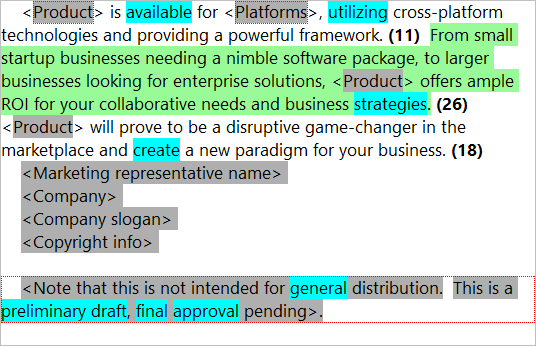 <Product> is available for <Platforms>, utilizing cross-platform
technologies and providing a powerful framework. (11) From small
startup businesses needing a nimble software package, to larger
businesses looking for enterprise solutions, <Product> offers ample
ROI for your collaborative needs and business strategies. (26)
<Product> will prove to be a disruptive game-changer in the
marketplace and create a new paradigm for your business. (18)
<Marketing representative name>
<Company>
<Company slogan>
<Copyright info>
<Note that this is not intended for general distribution. This is a
preliminary draft, final approval pending>.